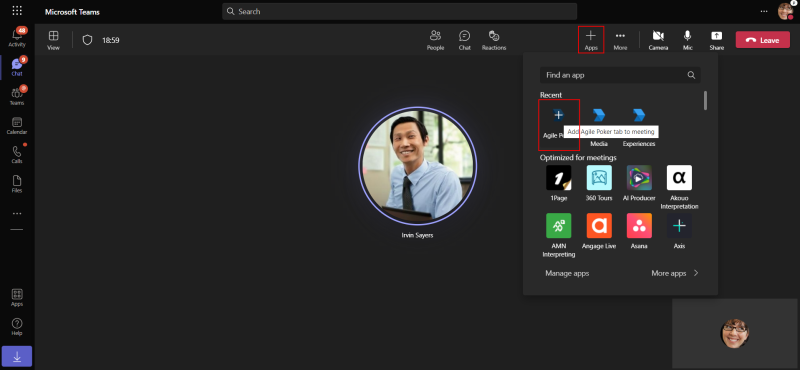 Microsoft Teams
Search
48
Activity
9
Chat
Teams
Calendar
Calls
Files
Apps
Help
View
18:59
People
Chat
Reactions
Apps
More
Camera
Mic
Share
Leave
Irvin Sayers
Find an app
Recent
Agile
Add Agile Poker tab to meeting
Media
Experiences
Optimized for meetings
1Page
360 Tours
AI Producer
Akouo
Interpretation
AMN
Interpreting
Angage Live
Asana
Axis
Manage apps
More apps